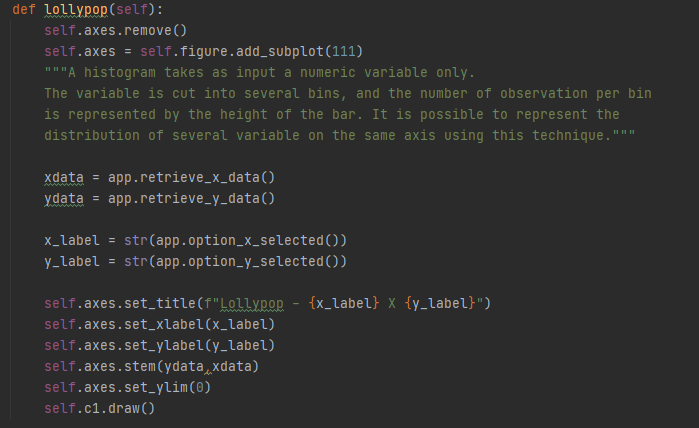 def lollypop(self):
    self.axes.remove()
    self.axes = self.figure.add_subplot(111)
    """A histogram takes as input a numeric variable only.
    The variable is cut into several bins, and the number of observation per bin
    is represented by the height of the bar. It is possible to represent the
    distribution of several variable on the same axis using this technique."""

    xdata = app.retrieve_x_data()
    ydata = app.retrieve_y_data()

    x_label = str(app.option_x_selected())
    y_label = str(app.option_y_selected())

    self.axes.set_title(f"Lollypop - {x_label} X {y_label}")
    self.axes.set_xlabel(x_label)
    self.axes.set_ylabel(y_label)
    self.axes.stem(ydata,xdata)
    self.axes.set_ylim(0)
    self.c1.draw()